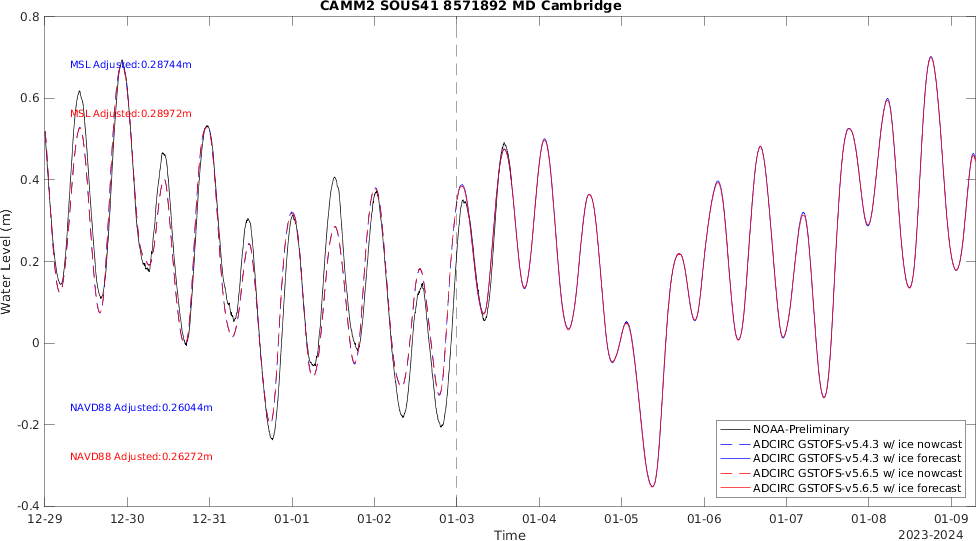 CAMM2 SOUS41 8571892 MD Cambridge
0.8
0.6
0.4
0.2
0
-0.2
-0.4
Water Level (m)
MSL Adjusted:0.28744m
MSL Adjusted:0.28972m
NAVD88 Adjusted:0.26044m
NAVD88 Adjusted:0.26272m
NOAA-Preliminary
ADCIRC GSTOFS-v5.4.3 w/ ice nowcast
ADCIRC GSTOFS-v5.4.3 w/ ice forecast
ADCIRC GSTOFS-v5.6.5 w/ ice nowcast
ADCIRC GSTOFS-v5.6.5 w/ ice forecast
12-29 12-30 12-31 01-01 01-02 01-03 01-04 01-05 01-06 01-07 01-08 01-09
Time
2023-2024